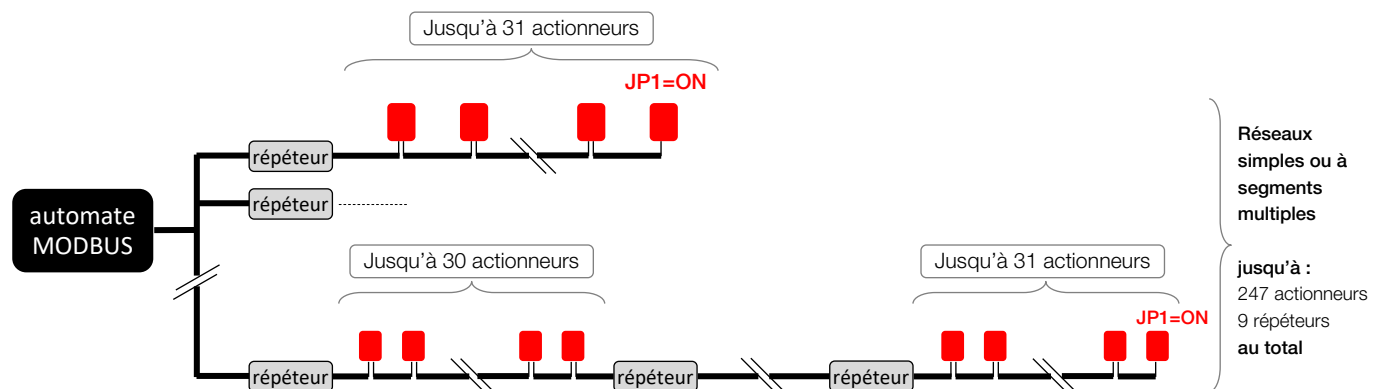 Jusqu'à 31 actionneurs
JP1=ON
répéteur
répéteur
automate
MODBUS
Jusqu'à 30 actionneurs
Jusqu'à 31 actionneurs
JP1=ON
répéteur
répéteur
répéteur
Réseaux
simples ou à
segments
multiples
jusqu'à :
247 actionneurs
9 répéteurs
au total